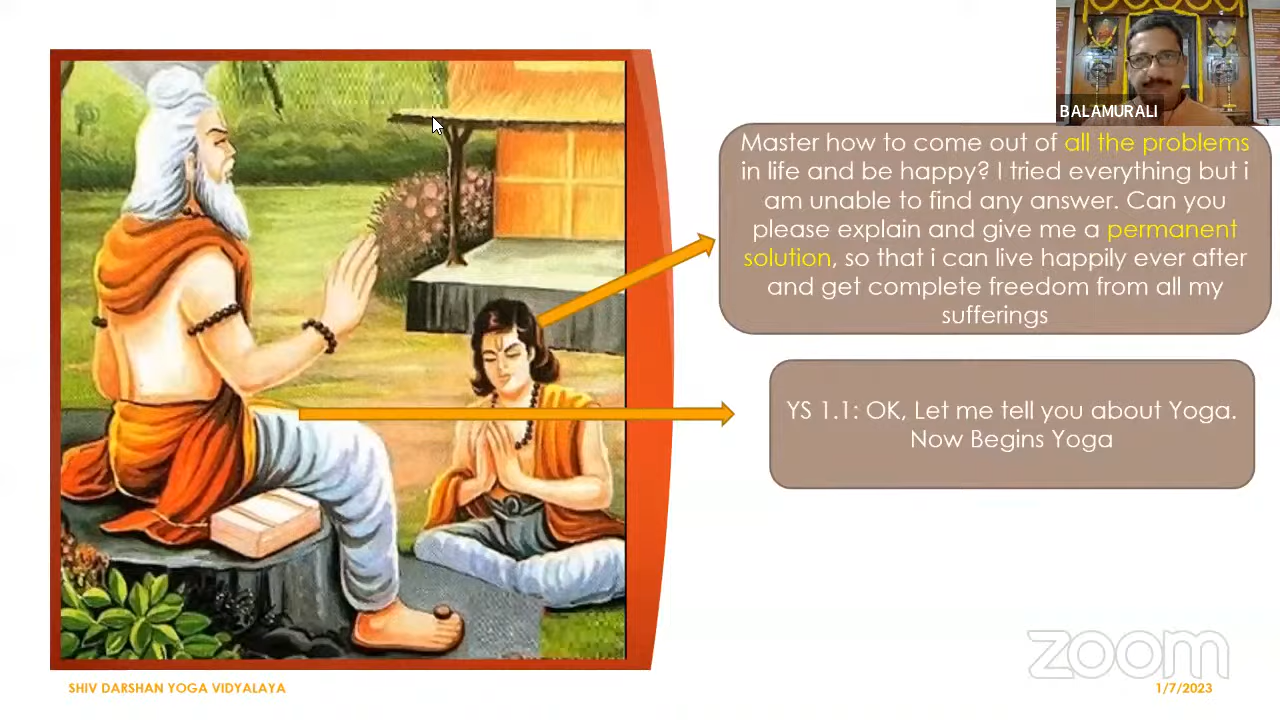 BALAMURALI
Master how to come out of all the problems
in life and be happy? I tried everything but i
am unable to find any answer. Can you
please explain and give me a permanent
solution, so that i can live happily ever after
and get complete freedom from all my
sufferings
YS 1.1: OK, Let me tell you about Yoga.
Now Begins Yoga
zoom
SHIV DARSHAN YOGA VIDYALAYA
1/7/2023